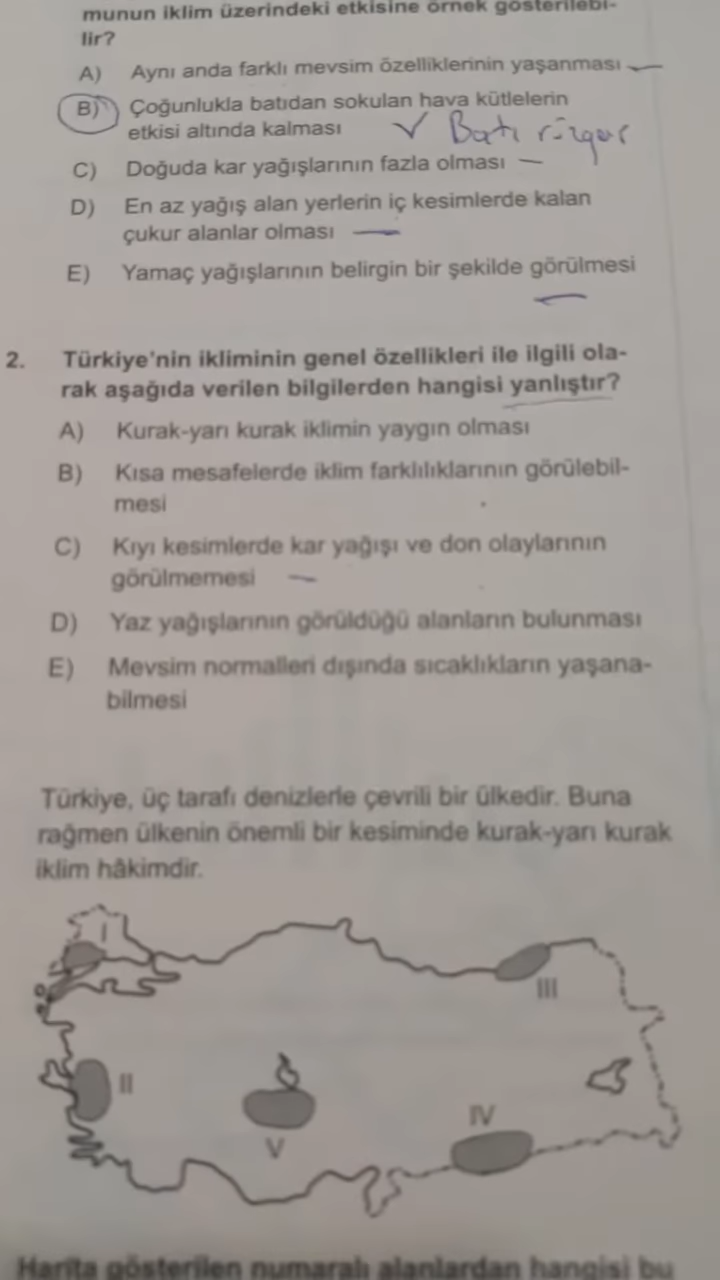 munun iklim üzerindeki etkisine örnek gösterilebi-
lir?
A) Aynı anda farklı mevsim özelliklerinin yaşanması
B) Çoğunlukla batıdan sokulan hava kütlelerin
etkisi altında kalması
Batı rüzgar
C) Doğuda kar yağışlarının fazla olması
D) En az yağış alan yerlerin iç kesimlerde kalan
çukur alanlar olması
E) Yamaç yağışlarının belirgin bir şekilde görülmesi
2. Türkiye'nin ikliminin genel özellikleri ile ilgili ola-
rak aşağıda verilen bilgilerden hangisi yanlıştır?
A) Kurak-yarı kurak iklimin yaygın olması
B) Kısa mesafelerde iklim farklılıklarının görülebil-
mesi
C) Kıyı kesimlerde kar yağışı ve don olaylarının
görülmemesi
D) Yaz yağışlarının görüldüğü alanların bulunması
E) Mevsim normalleri dışında sıcaklıkların yaşana-
bilmesi
Türkiye, üç tarafı denizlerle çevrili bir ülkedir. Buna
rağmen ülkenin önemli bir kesiminde kurak-yarı kurak
iklim hâkimdir.
I
III
II
IV
V
Harita gösterilen numaralı alanlardan hangisi bu